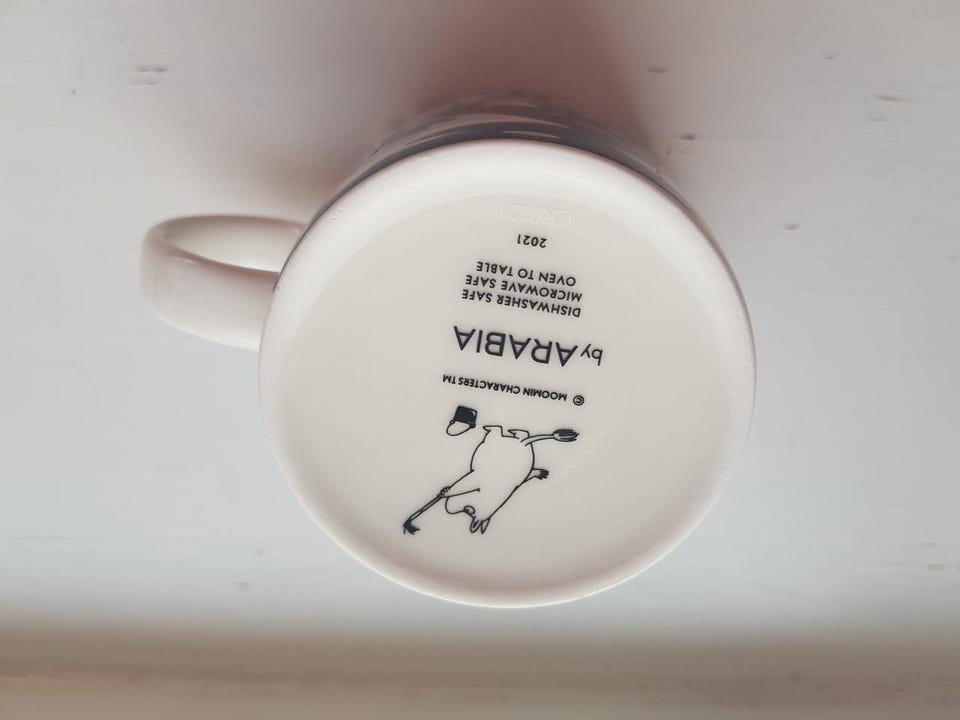 © MOOMIN CHARACTERS TM
by ARABIA
DISHWASHER SAFE
MICROWAVE SAFE
OVEN TO TABLE
2021